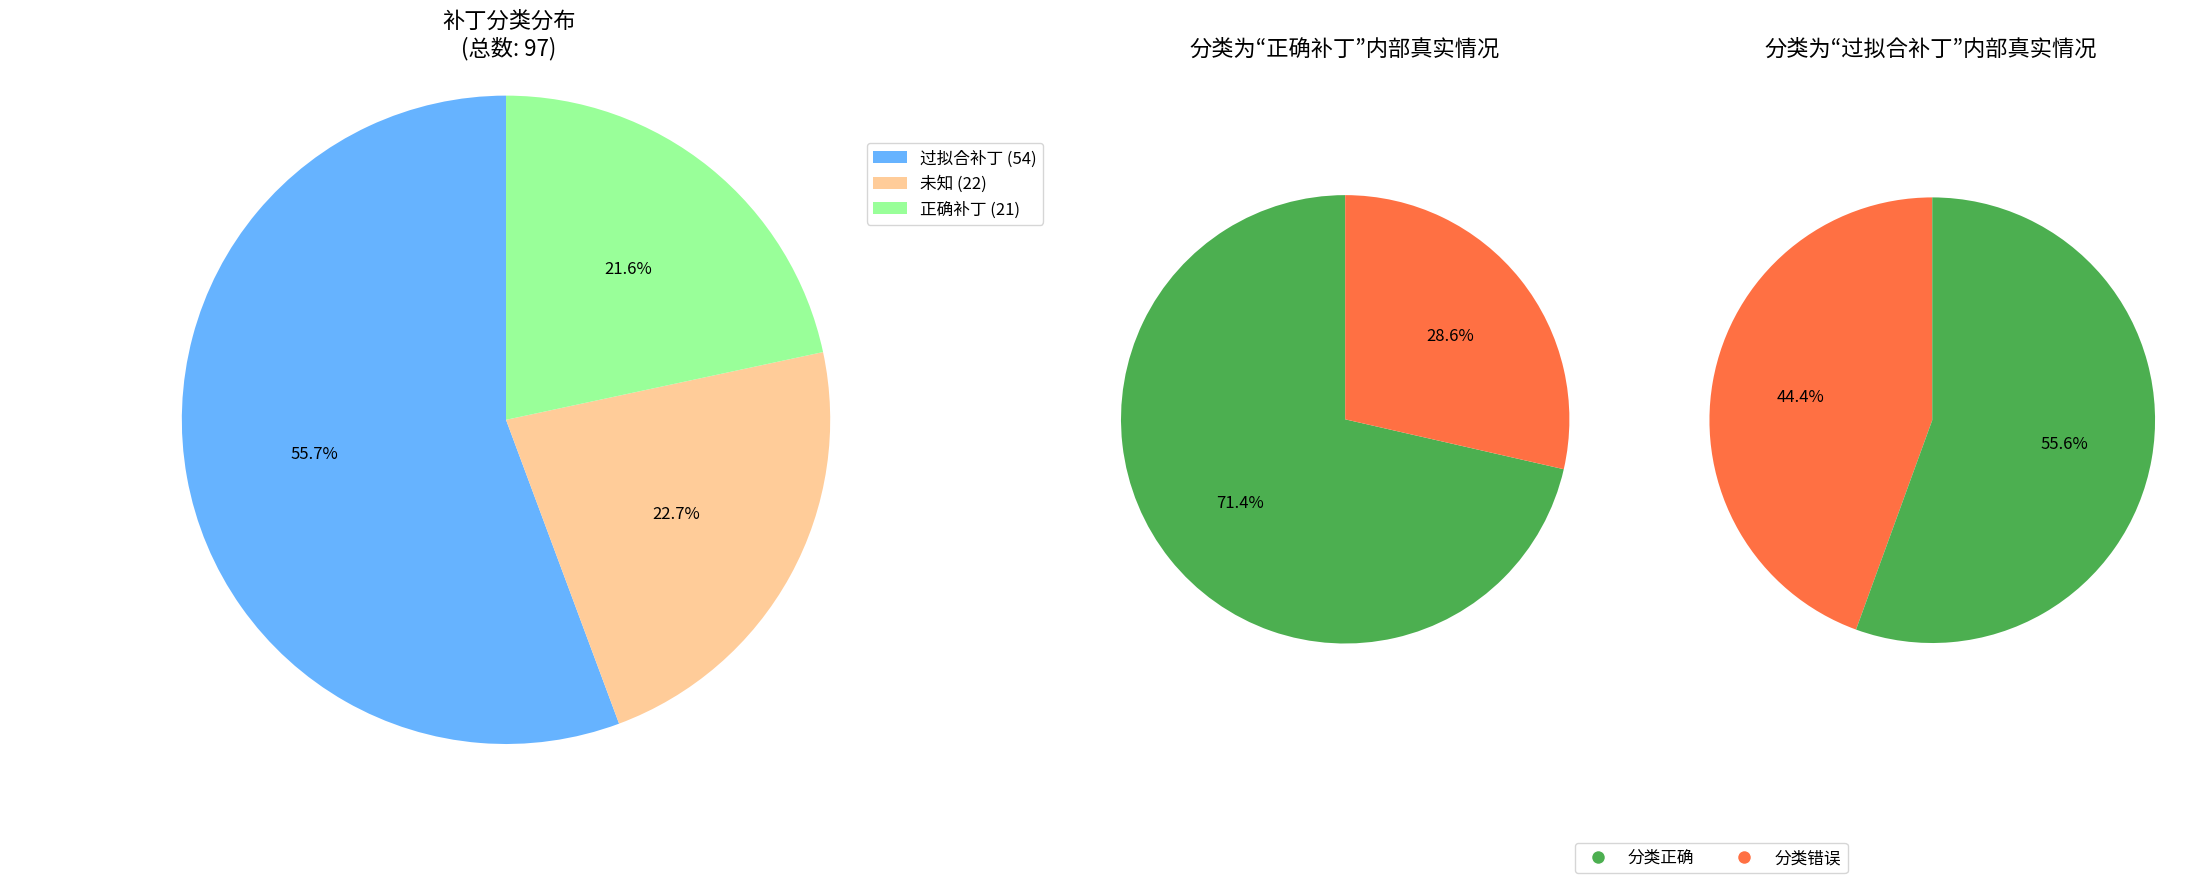 补丁分类分布
(总数: 97)
21.6%
55.7%
22.7%
过拟合补丁 (54)
未知 (22)
正确补丁 (21)
分类为“正确补丁”内部真实情况
28.6%
71.4%
分类为“过拟合补丁”内部真实情况
44.4%
55.6%
分类正确
分类错误